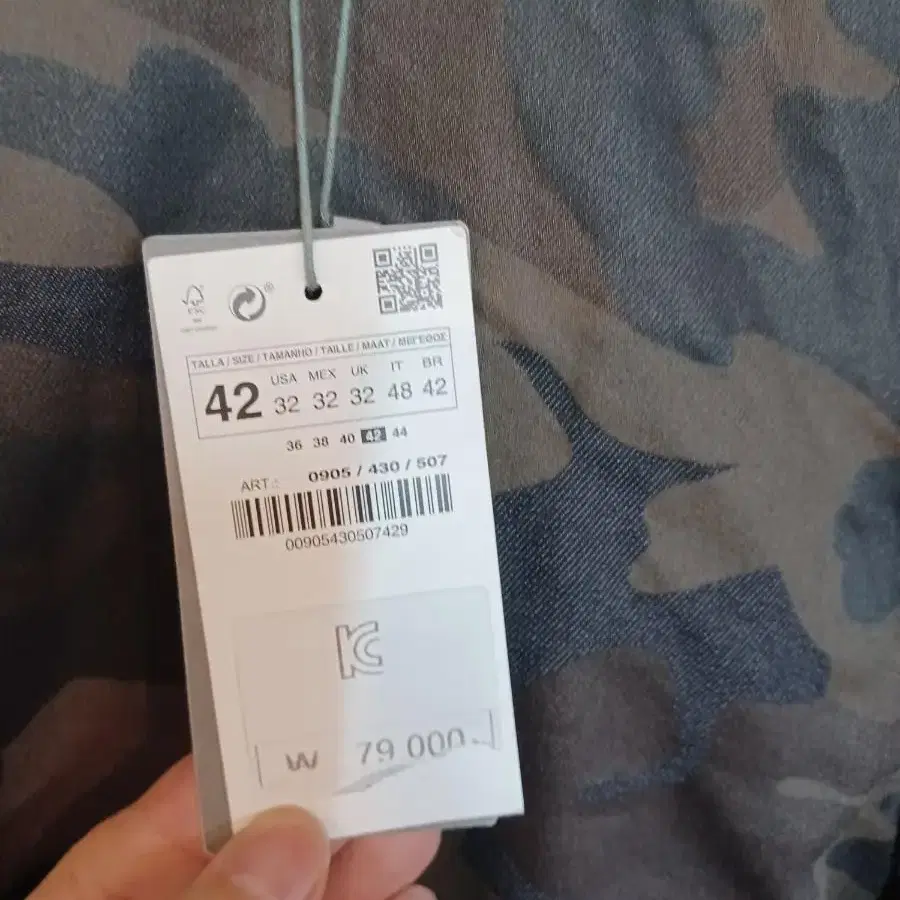 ®
TALLA / SIZE / TAMANHO / TAILLE / MAAT / ΜΕΓΕΘΟΣ
42
USA MEX UK IT BR
32 32 32 48 42
36 38 40 42 44
ART.: 0905 / 430 / 507
00905430507429
KC
W 79 000